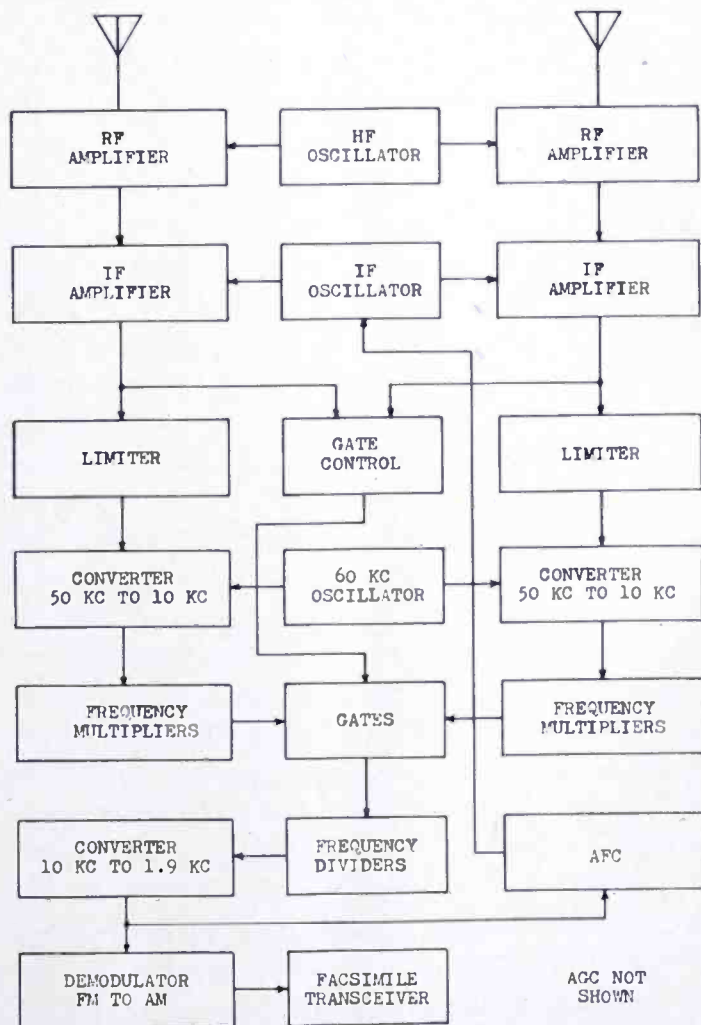 RF
AMPLIFIER
HF
OSCILLATOR
RF
AMPLIFIER
IF
AMPLIFIER
IF
OSCILLATOR
IF
AMPLIFIER
LIMITER
GATE
CONTROL
LIMITER
CONVERTER
50 KC TO 10 KC
60 KC
OSCILLATOR
CONVERTER
50 KC TO 10 KC
FREQUENCY
MULTIPLIERS
GATES
FREQUENCY
MULTIPLIERS
CONVERTER
10 KC TO 1.9 KC
FREQUENCY
DIVIDERS
AFC
DEMODULATOR
FM TO AM
FACSIMILE
TRANSCEIVER
AGC NOT
SHOWN